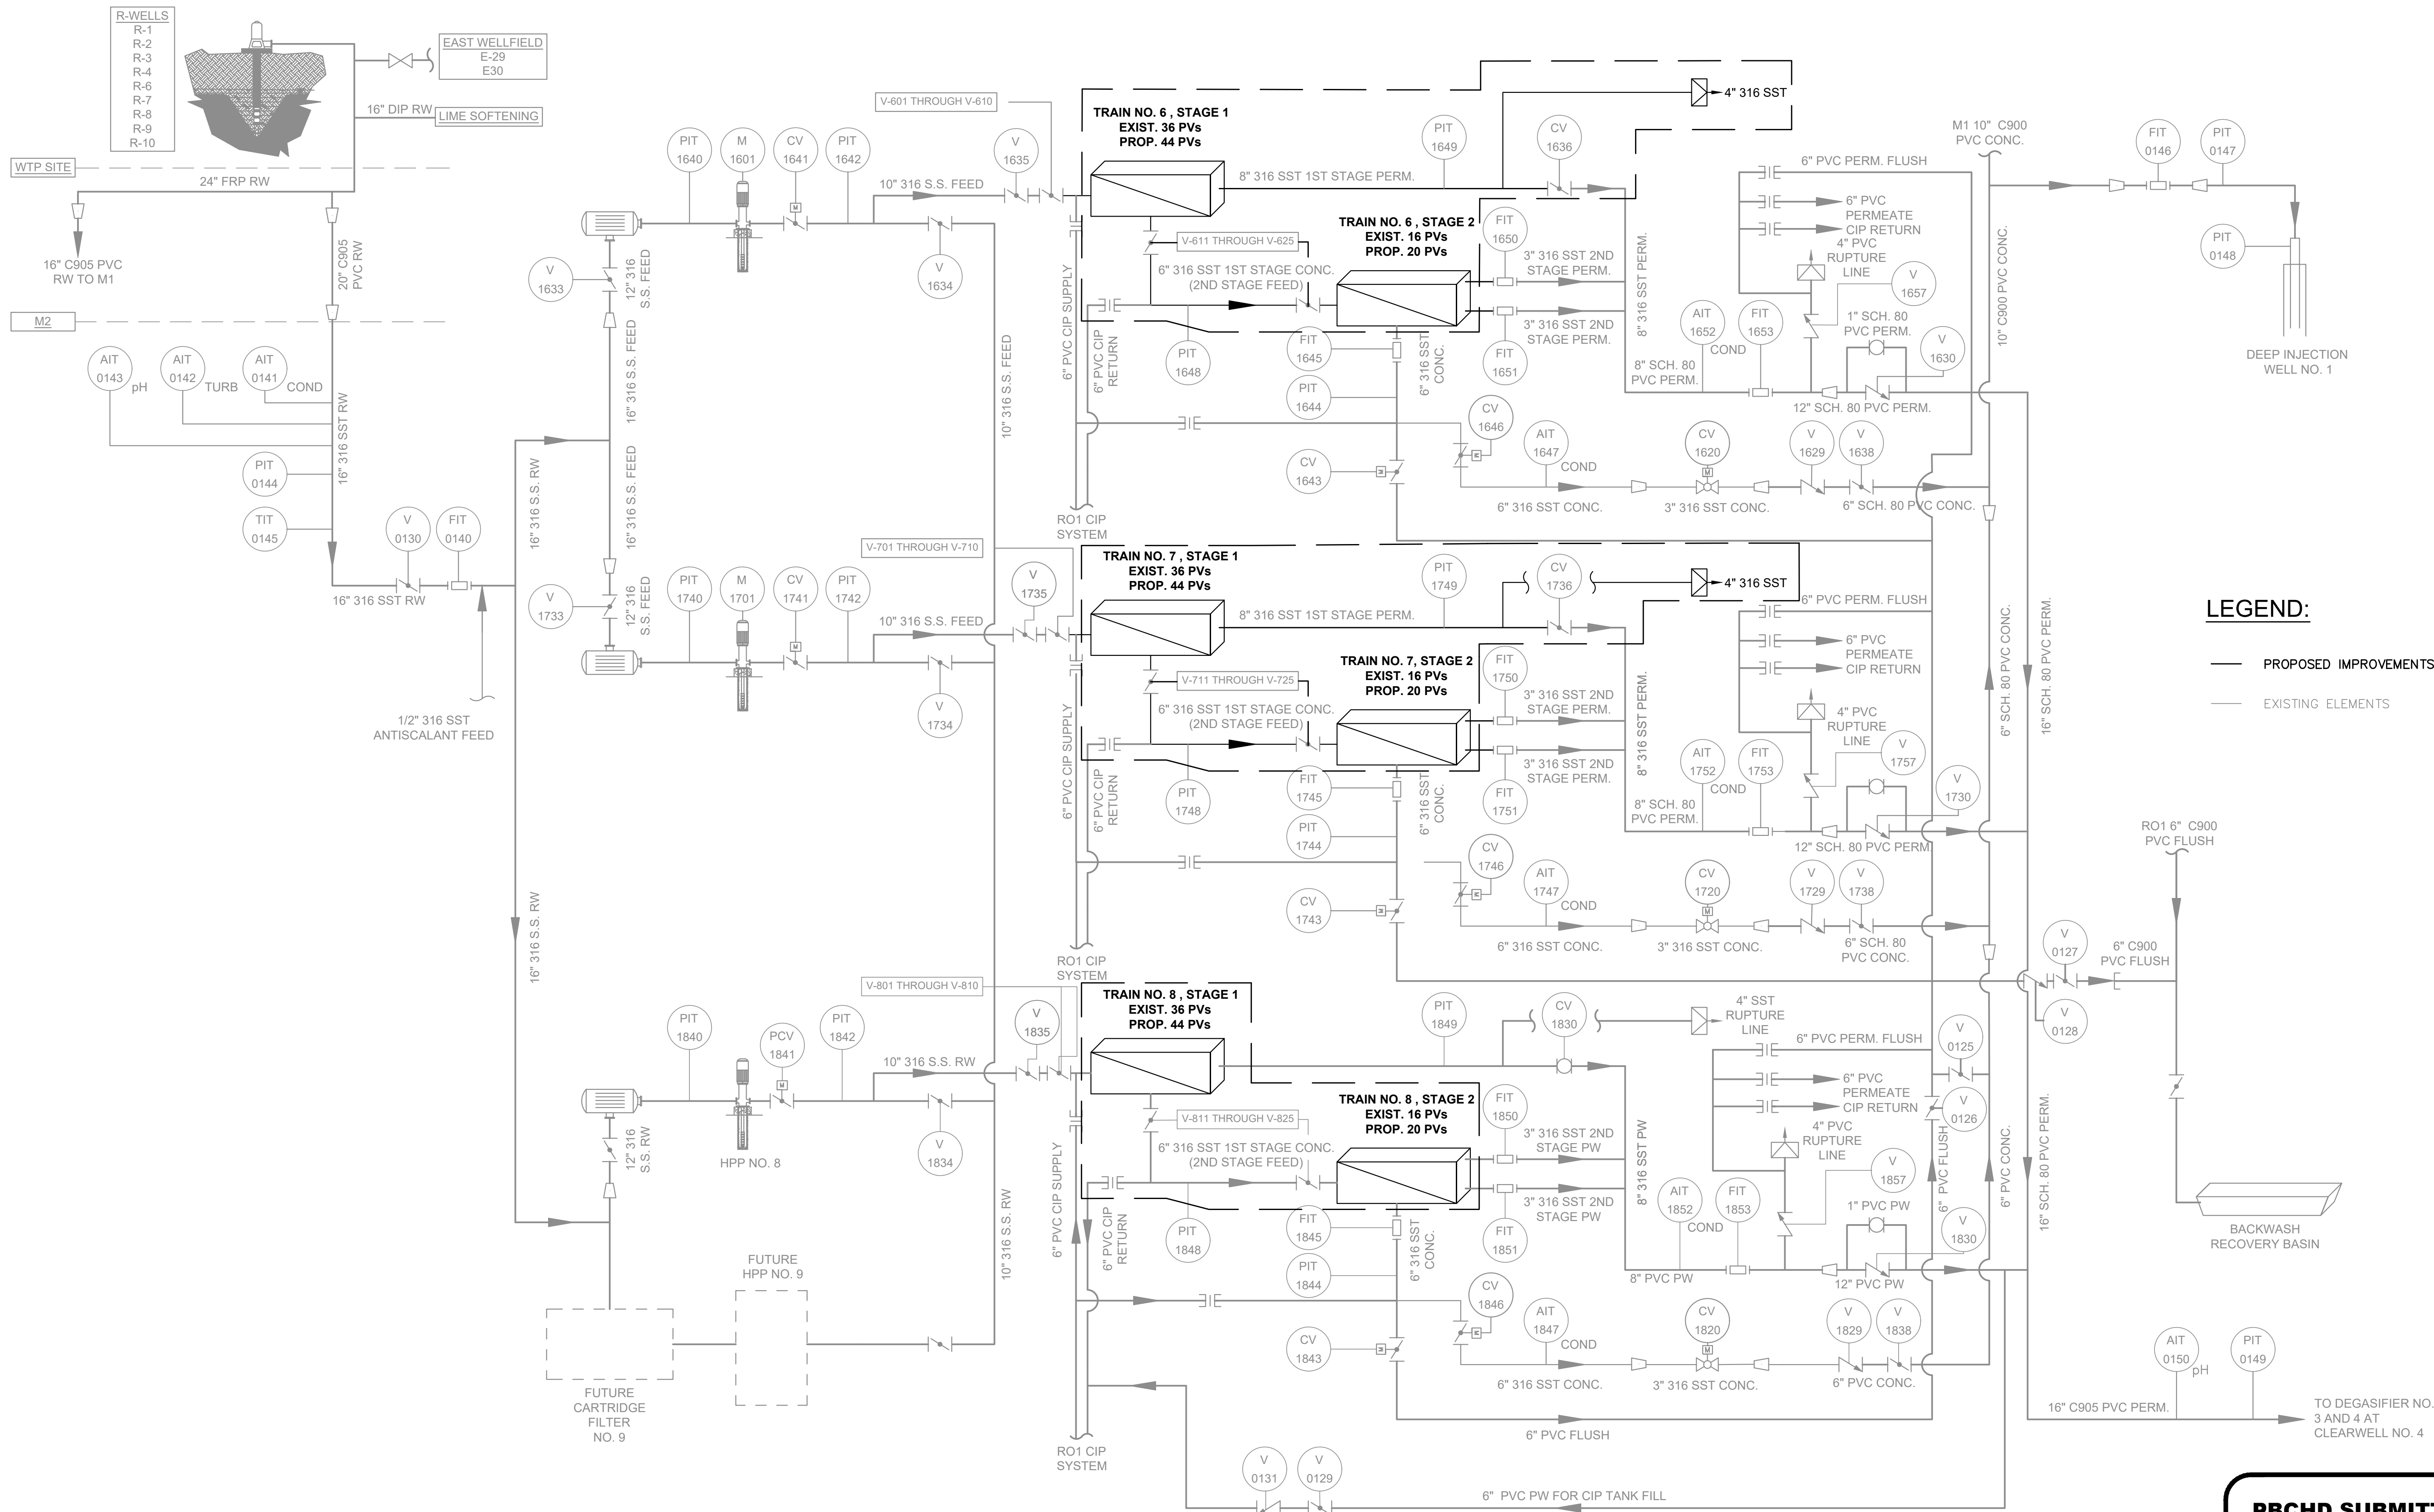 R-WELLS
R-1
R-2
R-3
R-4
R-6
R-7
R-8
R-9
R-10
EAST WELLFIELD
E-29
E30
16" DIP RW
LIME SOFTENING
WTP SITE
24" FRP RW
16" C905 PVC
RW TO M1
20" C905
PVC RW
M2
AIT
0143
pH
AIT
0142
TURB
AIT
0141
COND
PIT
0144
TIT
0145
16" 316 SST RW
V
0130
FIT
0140
16" 316 SST RW
1/2" 316 SST
ANTISCALANT FEED
16" 316 S.S. RW
16" 316 S.S. RW
V
1633
12" 316
S.S. FEED
16" 316 S.S. FEED
16" 316 S.S. FEED
V
1733
12" 316
S.S. FEED
PIT
1640
M
1601
CV
1641
PIT
1642
V-601 THROUGH V-610
10" 316 S.S. FEED
V
1635
V
1634
10" 316 S.S. FEED
TRAIN NO. 6 , STAGE 1
EXIST. 36 PVs
PROP. 44 PVs
8" 316 SST 1ST STAGE PERM.
PIT
1649
CV
1636
4" 316 SST
V-611 THROUGH V-625
6" 316 SST 1ST STAGE CONC.
(2ND STAGE FEED)
TRAIN NO. 6 , STAGE 2
EXIST. 16 PVs
PROP. 20 PVs
FIT
1650
3" 316 SST 2ND
STAGE PERM.
3" 316 SST 2ND
STAGE PERM.
FIT
1651
8" 316 SST PERM.
6" PVC CIP SUPPLY
6" PVC CIP
RETURN
PIT
1648
FIT
1645
PIT
1644
6" 316 SST
CONC.
CV
1643
CV
1646
AIT
1647
COND
6" 316 SST CONC.
CV
1620
3" 316 SST CONC.
V
1629
V
1638
6" SCH. 80 PVC CONC.
RO1 CIP
SYSTEM
8" SCH. 80
PVC PERM.
AIT
1652
COND
FIT
1653
6" PVC PERM. FLUSH
6" PVC
PERMEATE
CIP RETURN
4" PVC
RUPTURE
LINE
V
1657
1" SCH. 80
PVC PERM.
V
1630
12" SCH. 80 PVC PERM.
M1 10" C900
PVC CONC.
10" C900 PVC CONC.
FIT
0146
PIT
0147
PIT
0148
DEEP INJECTION
WELL NO. 1
PIT
1740
M
1701
CV
1741
PIT
1742
V-701 THROUGH V-710
10" 316 S.S. FEED
V
1735
V
1734
TRAIN NO. 7 , STAGE 1
EXIST. 36 PVs
PROP. 44 PVs
8" 316 SST 1ST STAGE PERM.
PIT
1749
CV
1736
4" 316 SST
V-711 THROUGH V-725
6" 316 SST 1ST STAGE CONC.
(2ND STAGE FEED)
TRAIN NO. 7, STAGE 2
EXIST. 16 PVs
PROP. 20 PVs
FIT
1750
3" 316 SST 2ND
STAGE PERM.
3" 316 SST 2ND
STAGE PERM.
FIT
1751
8" 316 SST PERM.
6" PVC CIP SUPPLY
6" PVC CIP
RETURN
PIT
1748
FIT
1745
PIT
1744
6" 316 SST
CONC.
CV
1743
CV
1746
AIT
1747
COND
6" 316 SST CONC.
CV
1720
3" 316 SST CONC.
V
1729
V
1738
6" SCH. 80
PVC CONC.
RO1 CIP
SYSTEM
8" SCH. 80
PVC PERM.
AIT
1752
COND
FIT
1753
6" PVC PERM. FLUSH
6" PVC
PERMEATE
CIP RETURN
4" PVC
RUPTURE
LINE
V
1757
V
1730
12" SCH. 80 PVC PERM.
6" SCH. 80 PVC CONC.
16" SCH. 80 PVC PERM.
LEGEND:
PROPOSED IMPROVEMENTS
EXISTING ELEMENTS
RO1 6" C900
PVC FLUSH
V
0127
6" C900
PVC FLUSH
V
0128
BACKWASH
RECOVERY BASIN
12" 316
S.S. RW
PIT
1840
PCV
1841
PIT
1842
HPP NO. 8
V-801 THROUGH V-810
10" 316 S.S. RW
V
1835
V
1834
10" 316 S.S. RW
TRAIN NO. 8 , STAGE 1
EXIST. 36 PVs
PROP. 44 PVs
PIT
1849
CV
1830
4" SST
RUPTURE
LINE
V-811 THROUGH V-825
6" 316 SST 1ST STAGE CONC.
(2ND STAGE FEED)
TRAIN NO. 8 , STAGE 2
EXIST. 16 PVs
PROP. 20 PVs
FIT
1850
3" 316 SST 2ND
STAGE PW
3" 316 SST 2ND
STAGE PW
FIT
1851
8" 316 SST PW
6" PVC CIP SUPPLY
6" PVC CIP
RETURN
PIT
1848
FIT
1845
PIT
1844
6" 316 SST
CONC.
CV
1843
CV
1846
AIT
1847
COND
6" 316 SST CONC.
CV
1820
3" 316 SST CONC.
V
1829
V
1838
6" PVC CONC.
RO1 CIP
SYSTEM
8" PVC PW
AIT
1852
COND
FIT
1853
6" PVC PERM. FLUSH
6" PVC
PERMEATE
CIP RETURN
4" PVC
RUPTURE
LINE
V
1857
1" PVC PW
V
1830
12" PVC PW
V
0125
V
0126
6" PVC FLUSH
6" PVC CONC.
16" SCH. 80 PVC PERM.
FUTURE
HPP NO. 9
FUTURE
CARTRIDGE
FILTER
NO. 9
6" PVC FLUSH
V
0131
V
0129
6" PVC PW FOR CIP TANK FILL
16" C905 PVC PERM.
AIT
0150
pH
PIT
0149
TO DEGASIFIER NO.
3 AND 4 AT
CLEARWELL NO. 4